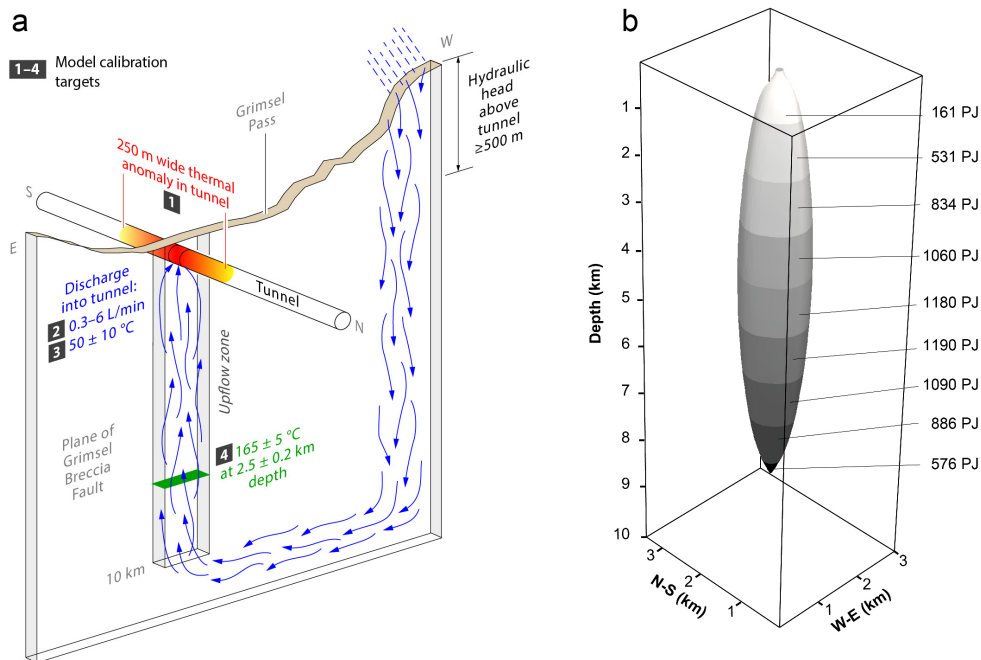 a
1–4 Model calibration
targets
W
Hydraulic
head
above
tunnel
≥500 m
Grimsel
Pass
250 m wide thermal
anomaly in tunnel
1
S
E
Discharge
into tunnel:
2 0.3–6 L/min
3 50 ± 10 °C
Tunnel
N
Upflow zone
Plane of
Grimsel
Breccia
Fault
4 165 ± 5 °C
at 2.5 ± 0.2 km
depth
10 km
b
Depth (km)
1
2
3
4
5
6
7
8
9
10
161 PJ
531 PJ
834 PJ
1060 PJ
1180 PJ
1190 PJ
1090 PJ
886 PJ
576 PJ
3
2
1
N-S (km)
1
2
3
W-E (km)